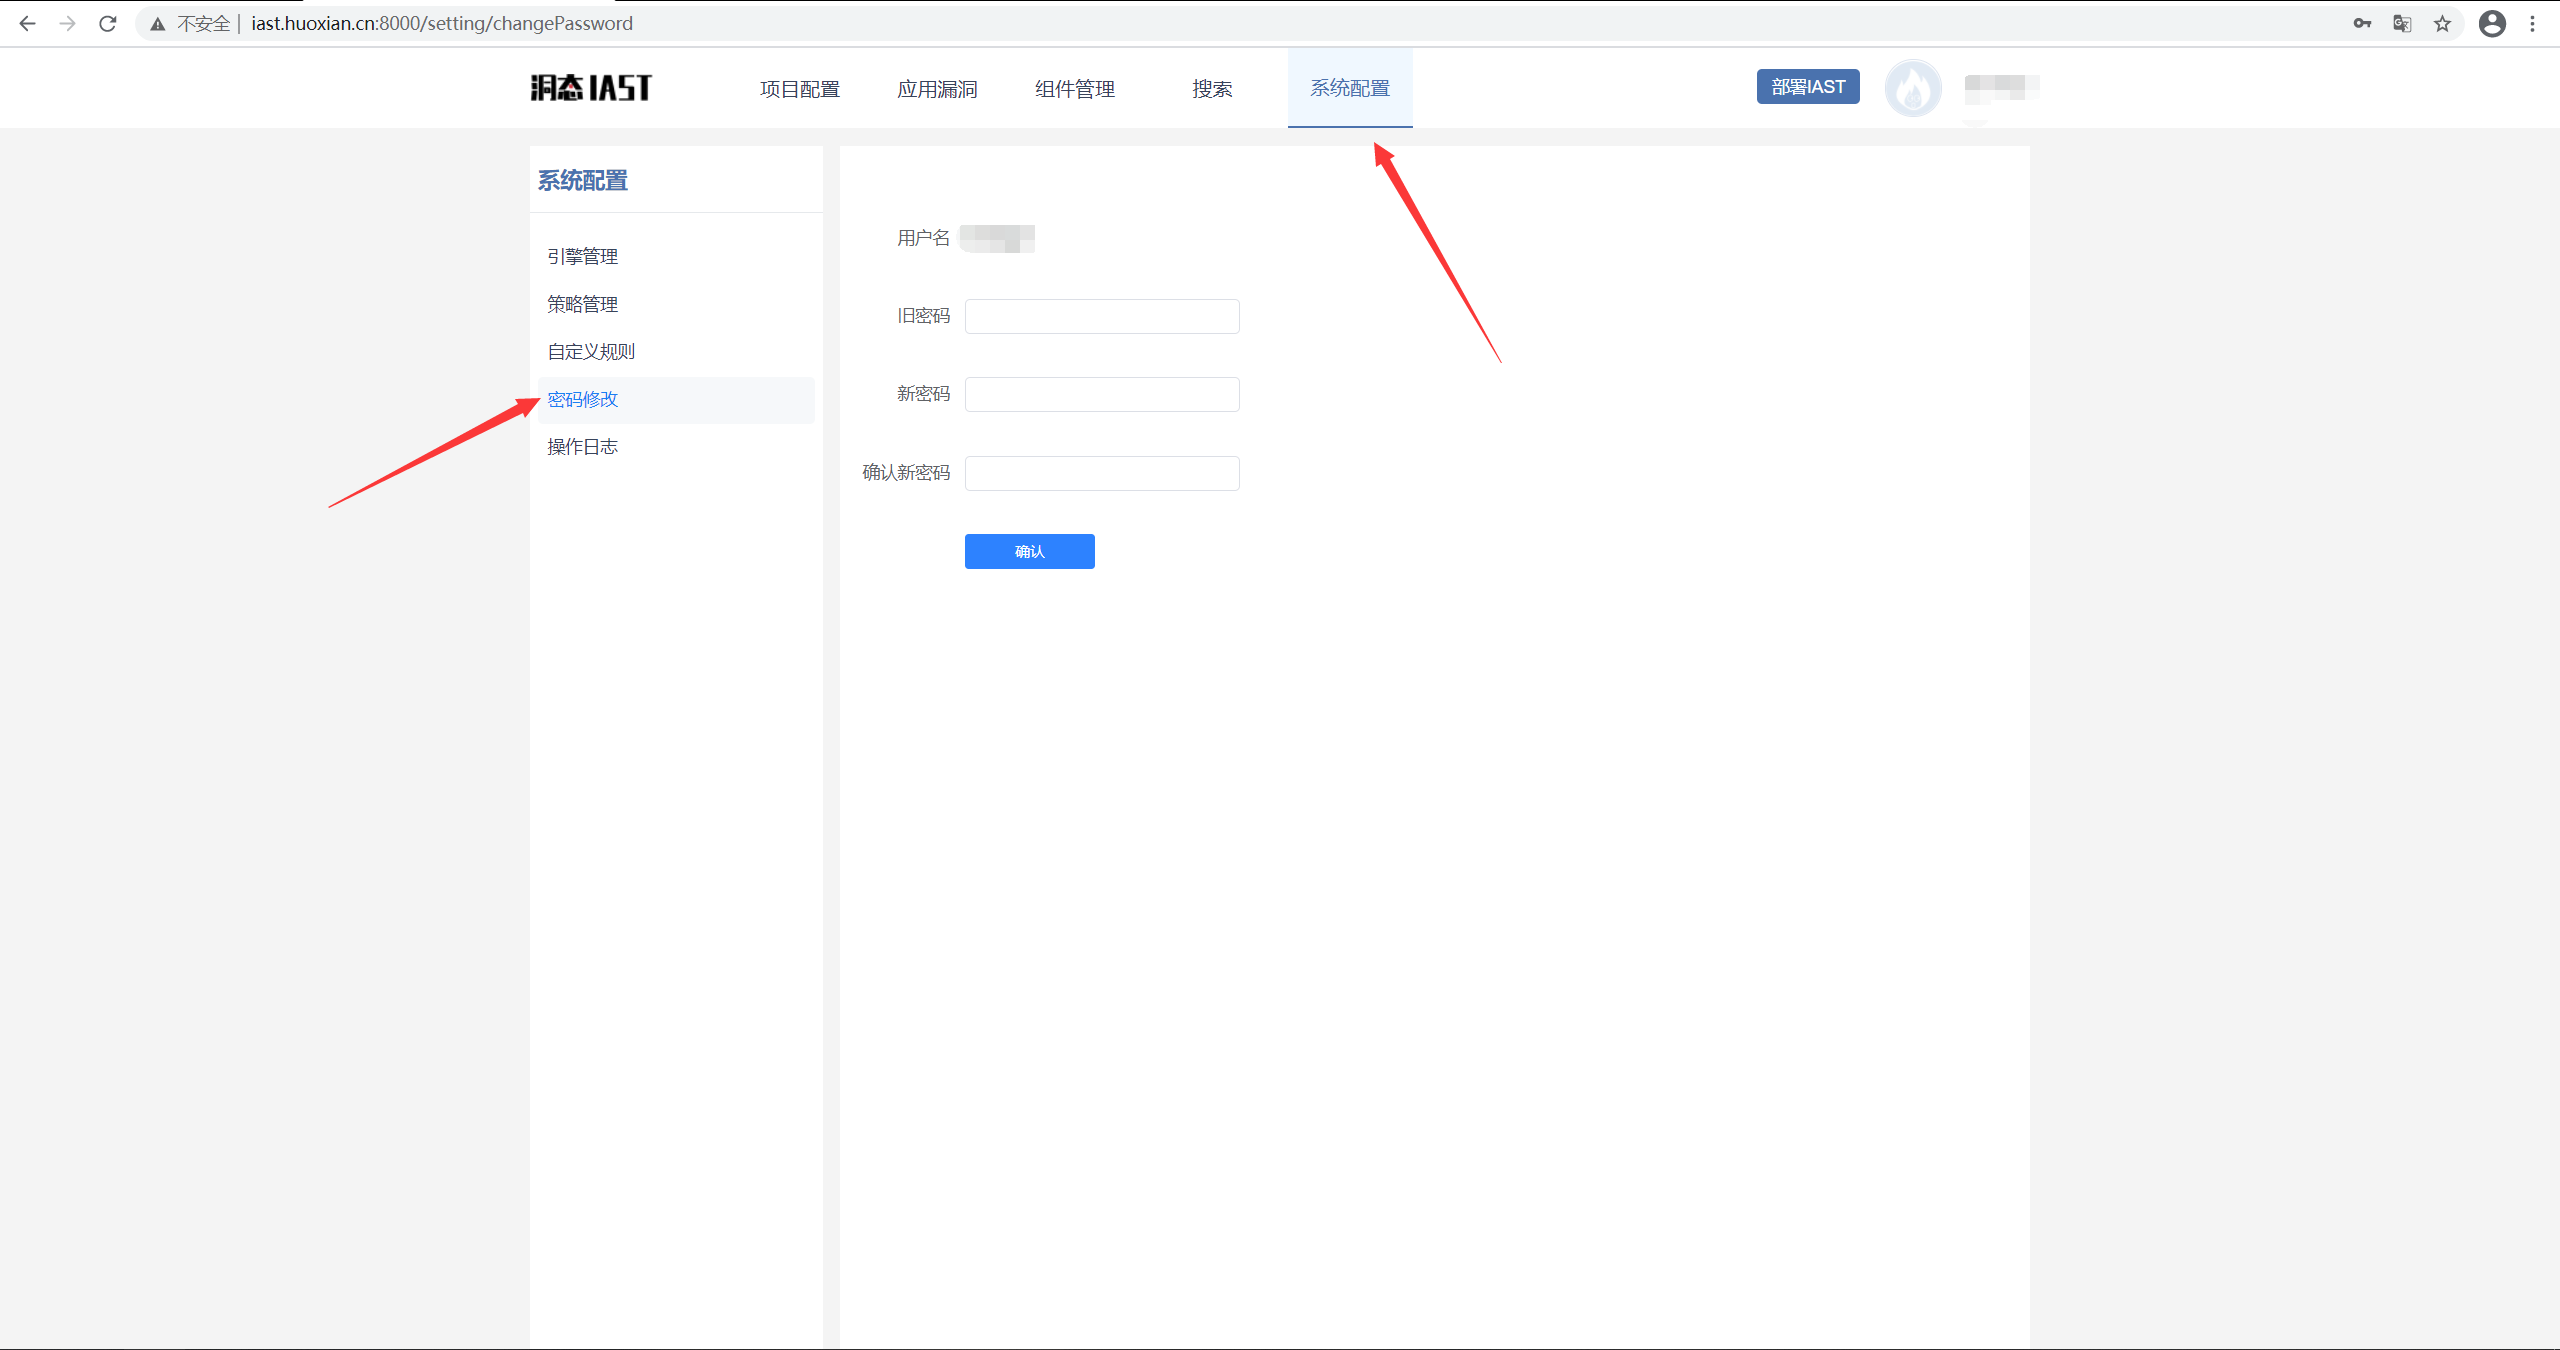 不安全 | iast.huoxian.cn:8000/setting/changePassword
洞态 IAST
项目配置
应用漏洞
组件管理
搜索
系统配置
部署IAST
系统配置
引擎管理
策略管理
自定义规则
密码修改
操作日志
用户名
旧密码
新密码
确认新密码
确认